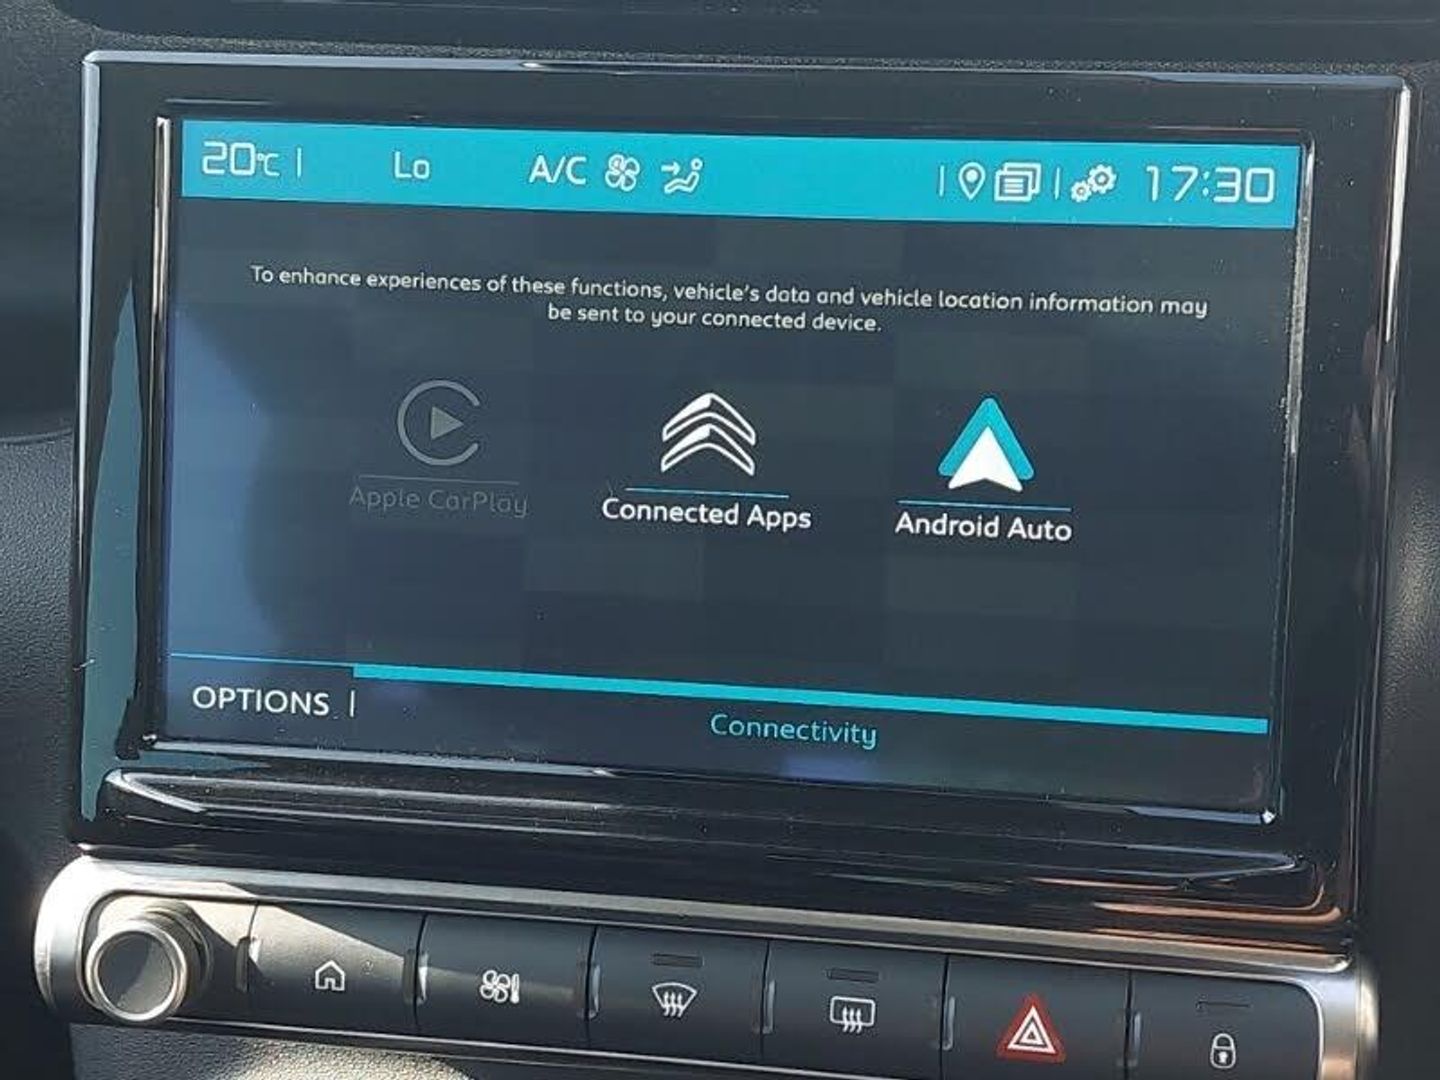 20°C | Lo A/C | | 17:30
To enhance experiences of these functions, vehicle's data and vehicle location information may
be sent to your connected device.
Apple CarPlay
Connected Apps
Android Auto
OPTIONS |
Connectivity